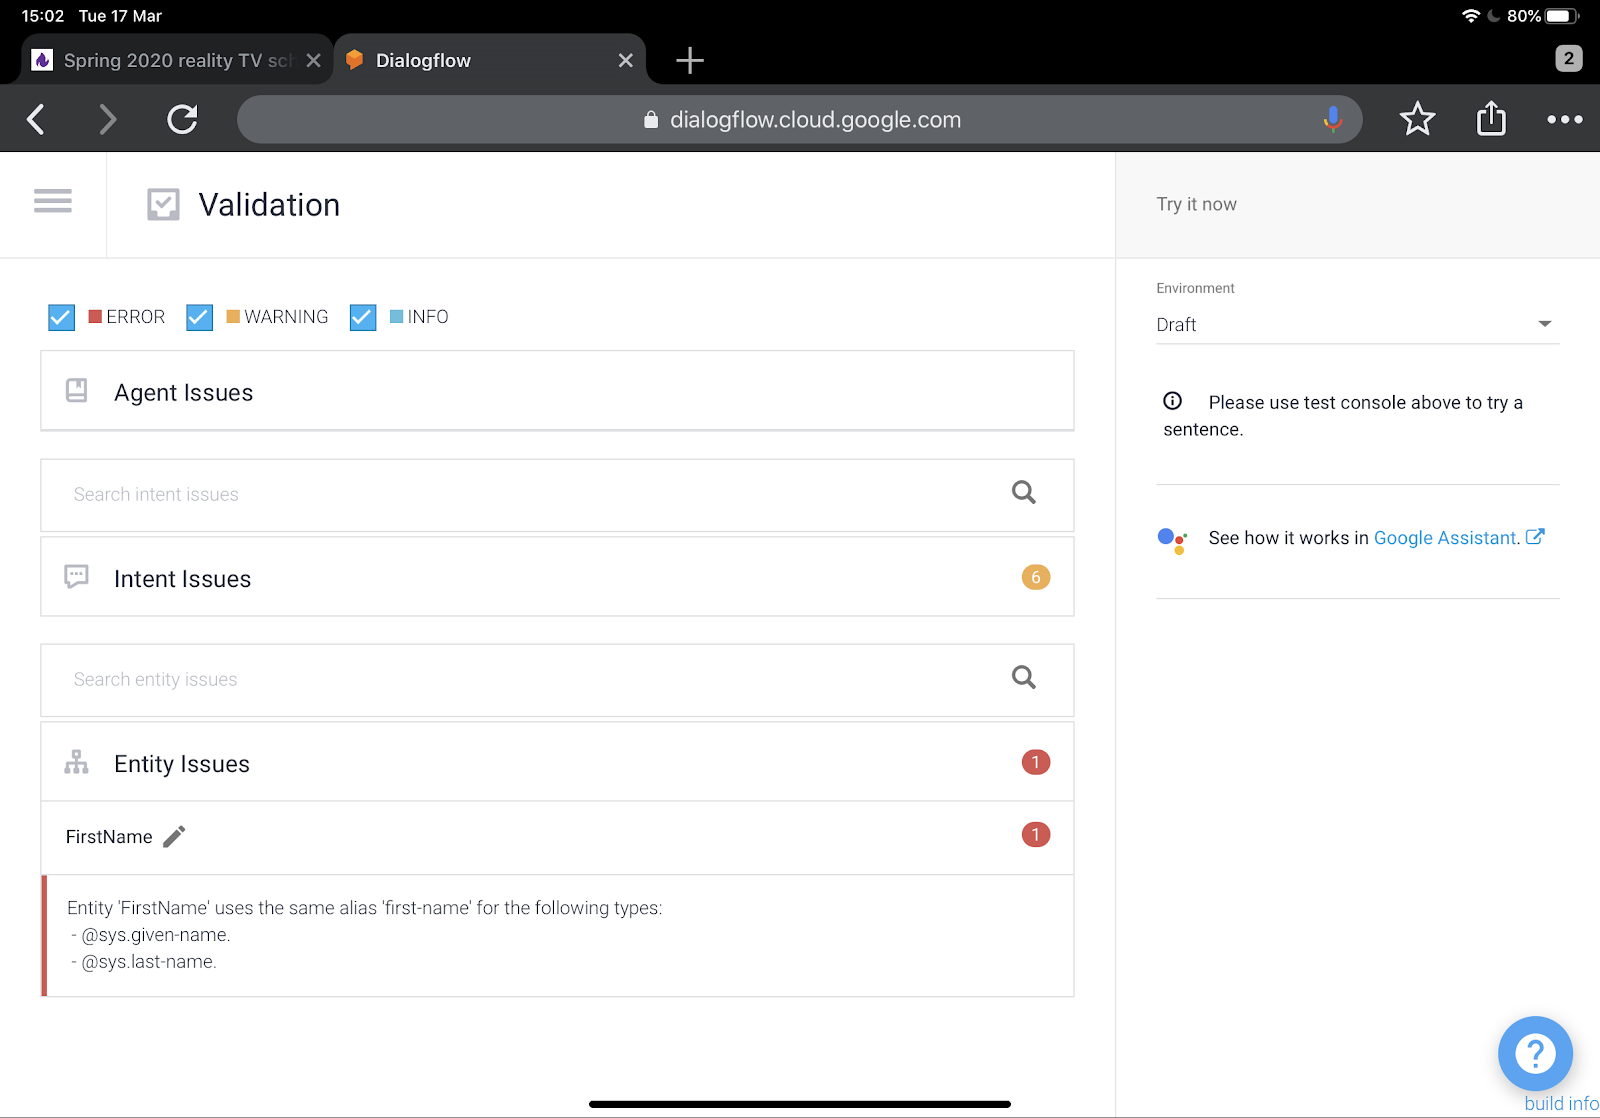 15:02 Tue 17 Mar 80%
Spring 2020 reality TV sch Dialogflow 2
dialogflow.cloud.google.com
Validation
Try it now
ERROR WARNING INFO
Environment
Draft
Agent Issues
Please use test console above to try a
sentence.
Search intent issues
See how it works in Google Assistant.
Intent Issues 6
Search entity issues
Entity Issues 1
FirstName 1
Entity 'FirstName' uses the same alias 'first-name' for the following types:
- @sys.given-name.
- @sys.last-name.
?
build info